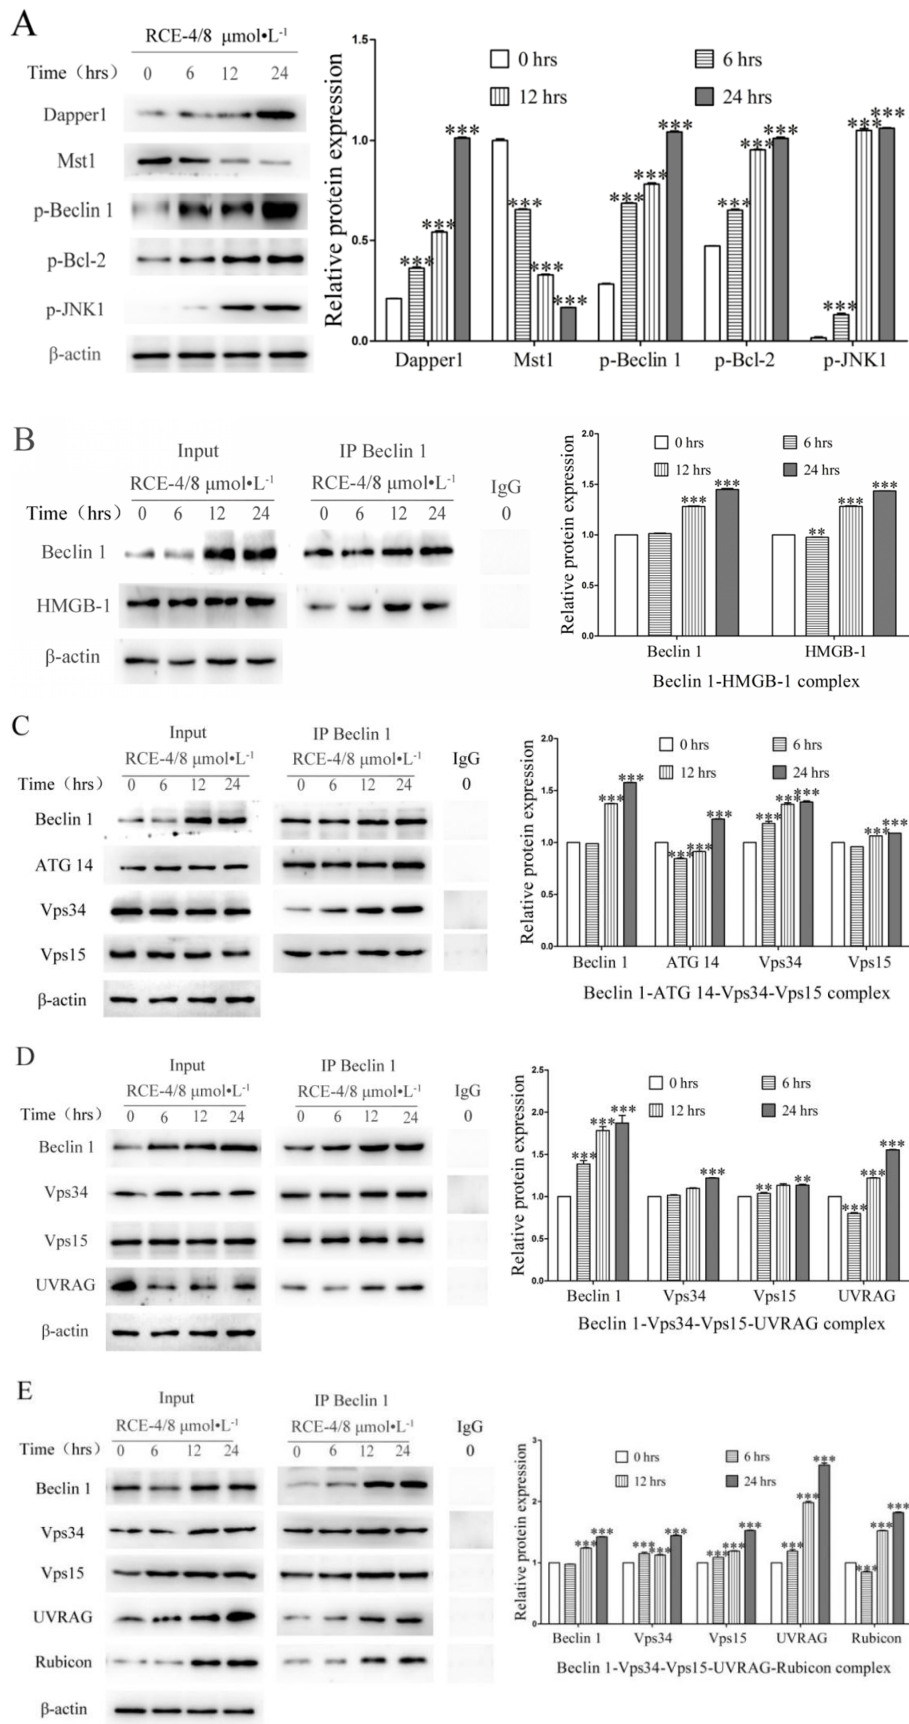 A
RCE-4/8 μmol•L-1
Time（hrs） 0 6 12 24
Dapper1
Mst1
p-Beclin 1
p-Bcl-2
p-JNK1
β-actin
Relative protein expression
1.5
1.0
0.5
0.0
0 hrs 6 hrs
12 hrs 24 hrs
*** *** ***
*** *** ***
*** *** ***
*** *** ***
*** *** ***
Dapper1 Mst1 p-Beclin 1 p-Bcl-2 p-JNK1
B
Input IP Beclin 1
RCE-4/8 μmol•L-1 RCE-4/8 μmol•L-1 IgG
Time（hrs） 0 6 12 24 0 6 12 24 0
Beclin 1
HMGB-1
β-actin
Relative protein expression
2.0
1.5
1.0
0.5
0.0
0 hrs 6 hrs
12 hrs 24 hrs
*** ***
** *** ***
Beclin 1 HMGB-1
Beclin 1-HMGB-1 complex
C
Input IP Beclin 1
RCE-4/8 μmol•L-1 RCE-4/8 μmol•L-1 IgG
Time（hrs） 0 6 12 24 0 6 12 24 0
Beclin 1
ATG 14
Vps34
Vps15
β-actin
Relative protein expression
2.0
1.5
1.0
0.5
0.0
0 hrs 6 hrs
12 hrs 24 hrs
*** ***
*** *** ***
*** *** ***
*** ***
Beclin 1 ATG 14 Vps34 Vps15
Beclin 1-ATG 14-Vps34-Vps15 complex
D
Input IP Beclin 1
RCE-4/8 μmol•L-1 RCE-4/8 μmol•L-1 IgG
Time（hrs） 0 6 12 24 0 6 12 24 0
Beclin 1
Vps34
Vps15
UVRAG
β-actin
Relative protein expression
2.5
2.0
1.5
1.0
0.5
0.0
0 hrs 6 hrs
12 hrs 24 hrs
*** *** ***
***
** **
*** *** ***
Beclin 1 Vps34 Vps15 UVRAG
Beclin 1-Vps34-Vps15-UVRAG complex
E
Input IP Beclin 1
RCE-4/8 μmol•L-1 RCE-4/8 μmol•L-1 IgG
Time（hrs） 0 6 12 24 0 6 12 24 0
Beclin 1
Vps34
Vps15
UVRAG
Rubicon
β-actin
Relative protein expression
3
2
1
0
0 hrs 6 hrs
12 hrs 24 hrs
*** ***
*** *** ***
*** *** ***
*** *** ***
*** *** ***
Beclin 1 Vps34 Vps15 UVRAG Rubicon
Beclin 1-Vps34-Vps15-UVRAG-Rubicon complex